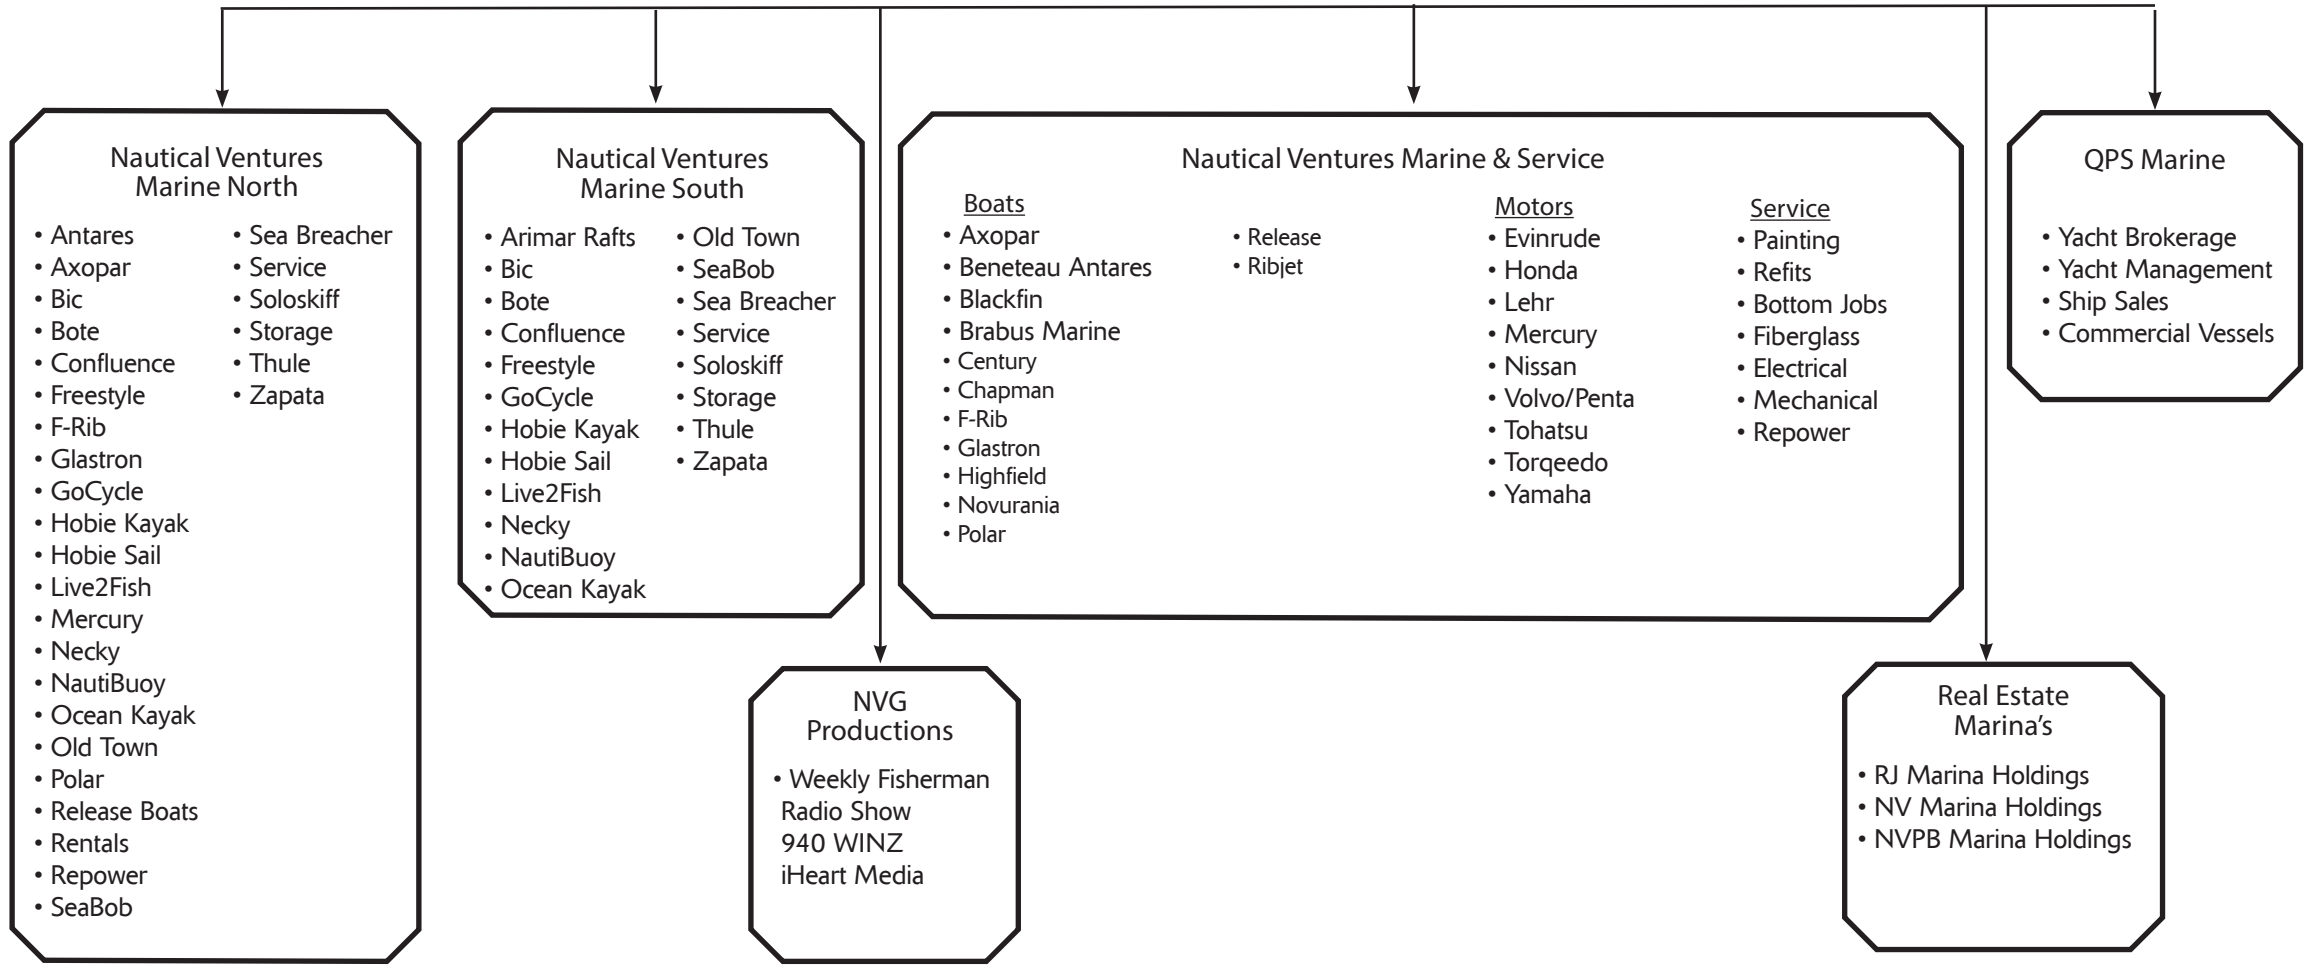 Nautical Ventures
Marine North
• Antares
• Axopar
• Bic
• Bote
• Confluence
• Freestyle
• F-Rib
• Glastron
• GoCycle
• Hobie Kayak
• Hobie Sail
• Live2Fish
• Mercury
• Necky
• NautiBuoy
• Ocean Kayak
• Old Town
• Polar
• Release Boats
• Rentals
• Repower
• SeaBob
• Sea Breacher
• Service
• Soloskiff
• Storage
• Thule
• Zapata
Nautical Ventures
Marine South
• Arimar Rafts
• Bic
• Bote
• Confluence
• Freestyle
• GoCycle
• Hobie Kayak
• Hobie Sail
• Live2Fish
• Necky
• NautiBuoy
• Ocean Kayak
• Old Town
• SeaBob
• Sea Breacher
• Service
• Soloskiff
• Storage
• Thule
• Zapata
Nautical Ventures Marine & Service
Boats
• Axopar
• Beneteau Antares
• Blackfin
• Brabus Marine
• Century
• Chapman
• F-Rib
• Glastron
• Highfield
• Novurania
• Polar
• Release
• Ribjet
Motors
• Evinrude
• Honda
• Lehr
• Mercury
• Nissan
• Volvo/Penta
• Tohatsu
• Torqeedo
• Yamaha
Service
• Painting
• Refits
• Bottom Jobs
• Fiberglass
• Electrical
• Mechanical
• Repower
QPS Marine
• Yacht Brokerage
• Yacht Management
• Ship Sales
• Commercial Vessels
NVG
Productions
• Weekly Fisherman
Radio Show
940 WINZ
iHeart Media
Real Estate
Marina’s
• RJ Marina Holdings
• NV Marina Holdings
• NVPB Marina Holdings